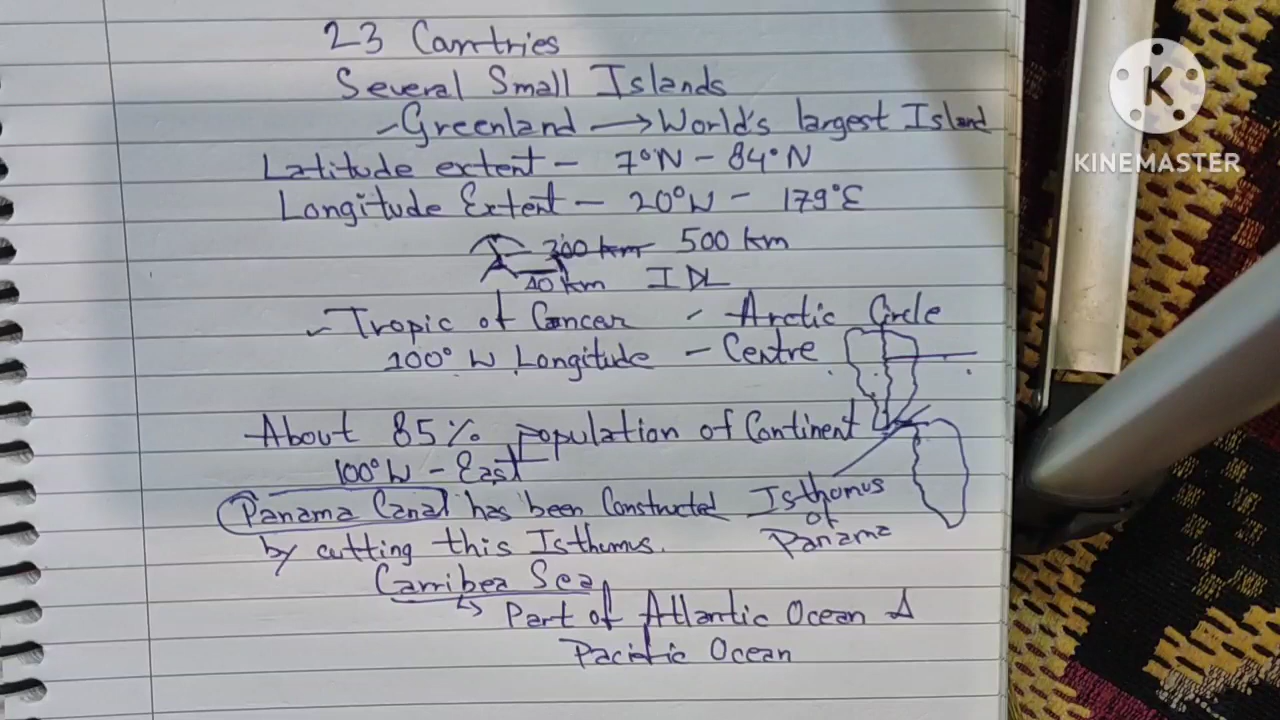 23 Countries
Several Small Islands
- Greenland → World's largest Island
Latitude extent - 7°N - 84°N
Longitude Extent - 20°W - 179°E
300 km 500 km
40 km IDL
- Tropic of Cancer - Arctic Circle
100° W Longitude - Centre
About 85% population of Continent
100°W - East
Panama Canal has been Constructed
by cutting this Isthumus.
Isthumus
of
Panama
Carribea Sea
↳ Part of Atlantic Ocean &
Pacific Ocean
K
KINEMASTER